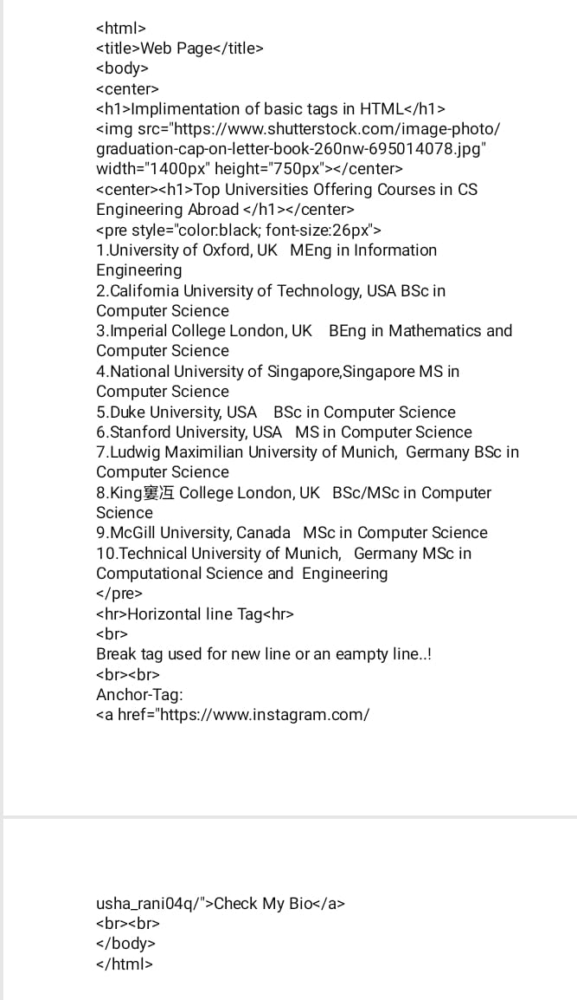 <html>
<title>Web Page</title>
<body>
<center>
<h1>Implimentation of basic tags in HTML</h1>
<img src="https://www.shutterstock.com/image-photo/
graduation-cap-on-letter-book-260nw-695014078.jpg"
width="1400px" height="750px"></center>
<center><h1>Top Universities Offering Courses in CS
Engineering Abroad </h1></center>
<pre style="color:black; font-size:26px">
1.University of Oxford, UK   MEng in Information
Engineering
2.California University of Technology, USA BSc in
Computer Science
3.Imperial College London, UK    BEng in Mathematics and
Computer Science
4.National University of Singapore,Singapore MS in
Computer Science
5.Duke University, USA    BSc in Computer Science
6.Stanford University, USA   MS in Computer Science
7.Ludwig Maximilian University of Munich,  Germany BSc in
Computer Science
8.King College London, UK   BSc/MSc in Computer
Science
9.McGill University, Canada   MSc in Computer Science
10.Technical University of Munich,   Germany MSc in
Computational Science and  Engineering
</pre>
<hr>Horizontal line Tag<hr>
<br>
Break tag used for new line or an eampty line..!
<br><br>
Anchor-Tag:
<a href="https://www.instagram.com/
usha_rani04q/">Check My Bio</a>
<br><br>
</body>
</html>